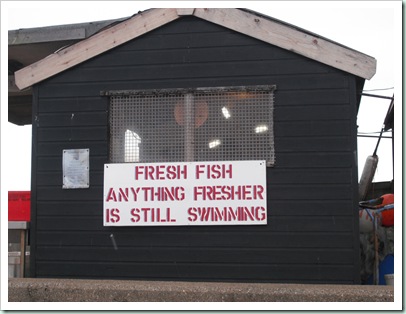 FRESH FISH
ANYTHING FRESHER
IS STILL SWIMMING